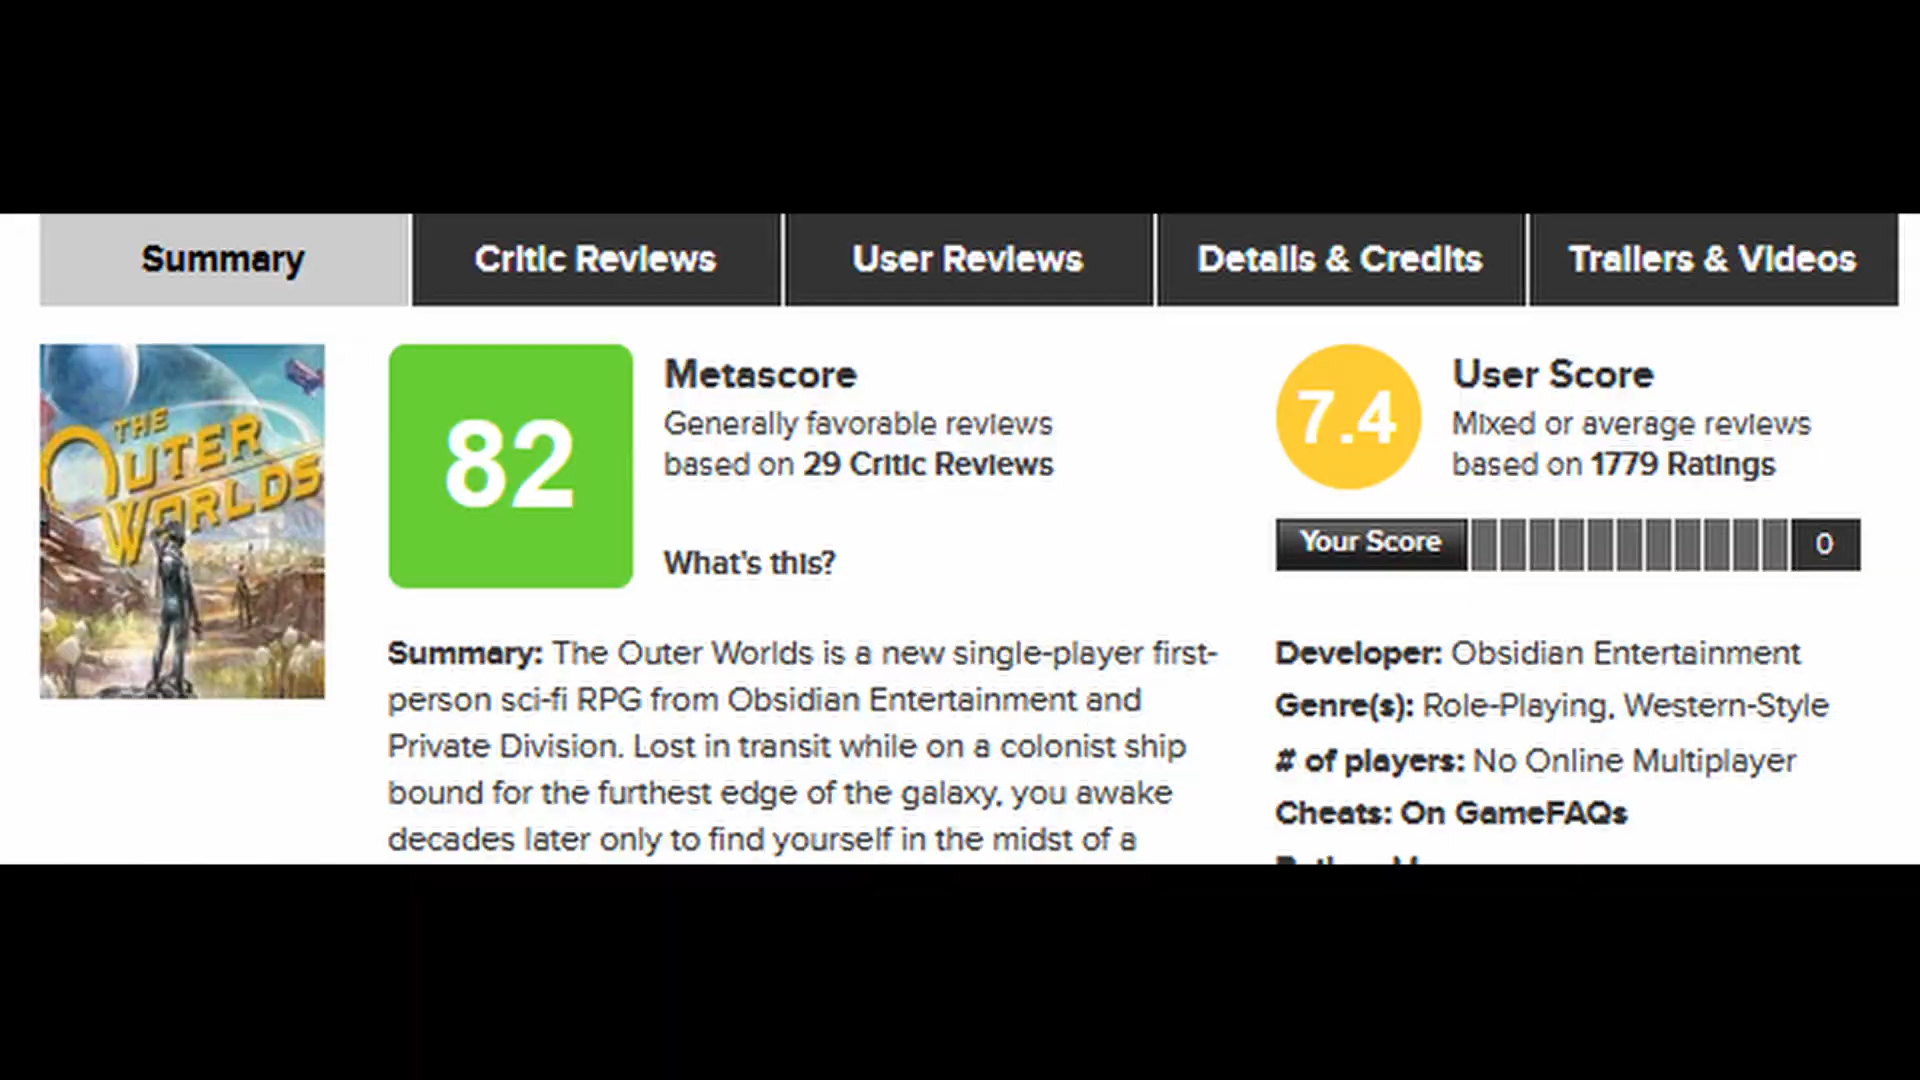 Summary
Critic Reviews
User Reviews
Details & Credits
Trailers & Videos
THE
OUTER
WORLDS
82
Metascore
Generally favorable reviews
based on 29 Critic Reviews
What's this?
7.4
User Score
Mixed or average reviews
based on 1779 Ratings
Your Score
0
Summary: The Outer Worlds is a new single-player first-
person sci-fi RPG from Obsidian Entertainment and
Private Division. Lost in transit while on a colonist ship
bound for the furthest edge of the galaxy, you awake
decades later only to find yourself in the midst of a
Developer: Obsidian Entertainment
Genre(s): Role-Playing, Western-Style
# of players: No Online Multiplayer
Cheats: On GameFAQs